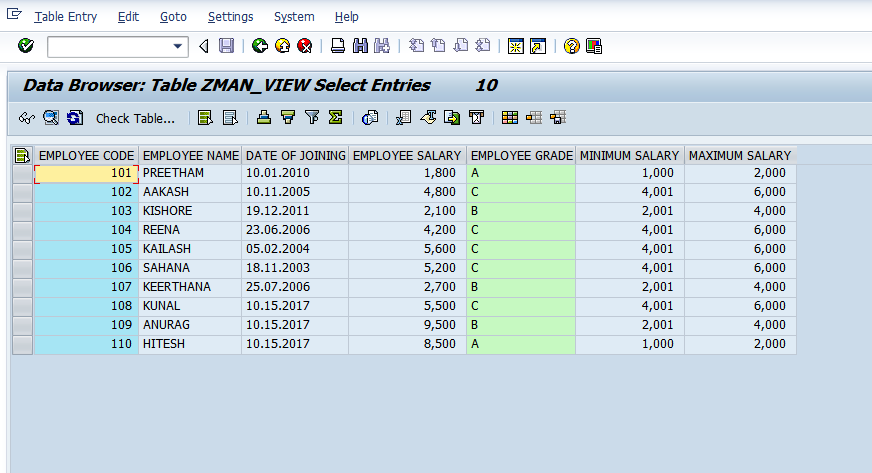 Table Entry Edit Goto Settings System Help
Data Browser: Table ZMAN_VIEW Select Entries 10
Check Table...
EMPLOYEE CODE EMPLOYEE NAME DATE OF JOINING EMPLOYEE SALARY EMPLOYEE GRADE MINIMUM SALARY MAXIMUM SALARY
101 PREETHAM 10.01.2010 1,800 A 1,000 2,000
102 AAKASH 10.11.2005 4,800 C 4,001 6,000
103 KISHORE 19.12.2011 2,100 B 2,001 4,000
104 REENA 23.06.2006 4,200 C 4,001 6,000
105 KAILASH 05.02.2004 5,600 C 4,001 6,000
106 SAHANA 18.11.2003 5,200 C 4,001 6,000
107 KEERTHANA 25.07.2006 2,700 B 2,001 4,000
108 KUNAL 10.15.2017 5,500 C 4,001 6,000
109 ANURAG 10.15.2017 9,500 B 2,001 4,000
110 HITESH 10.15.2017 8,500 A 1,000 2,000